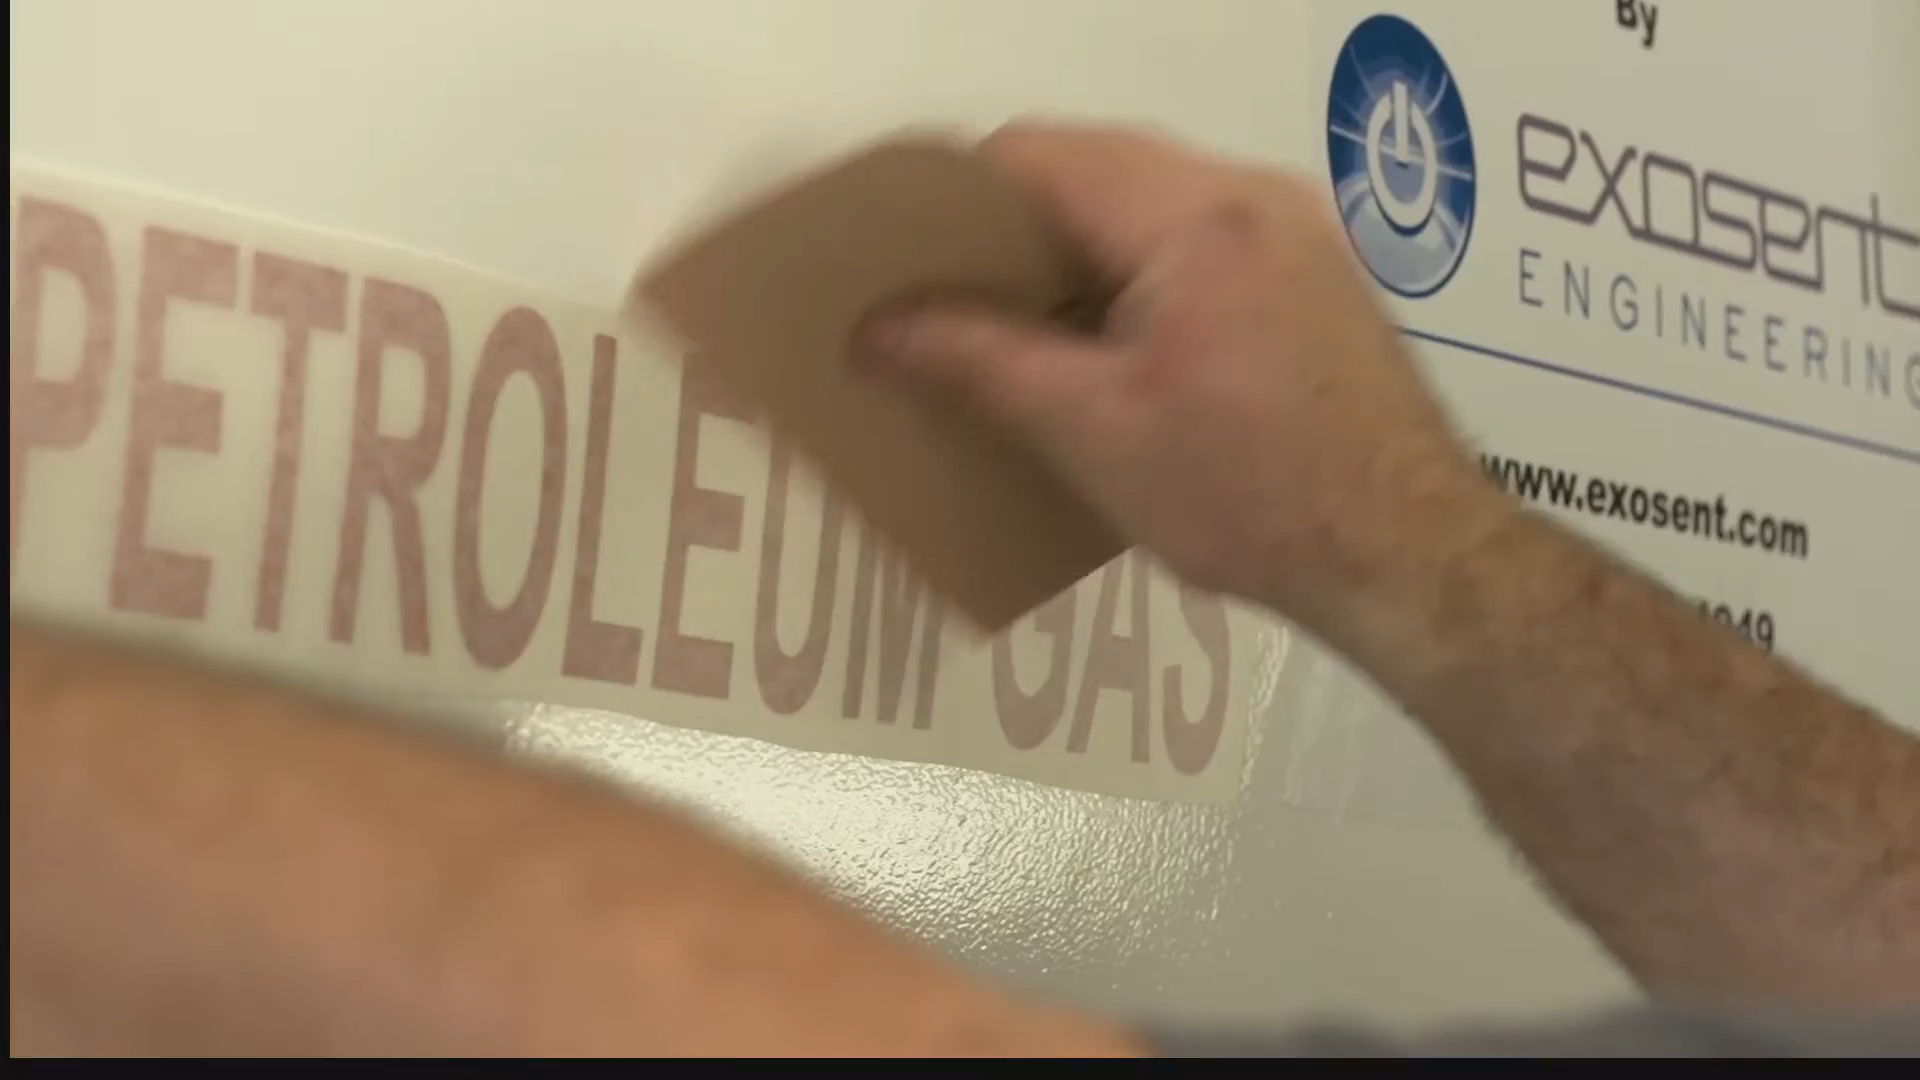 PETROLEUM GAS
By
exosent
ENGINEERING
www.exosent.com